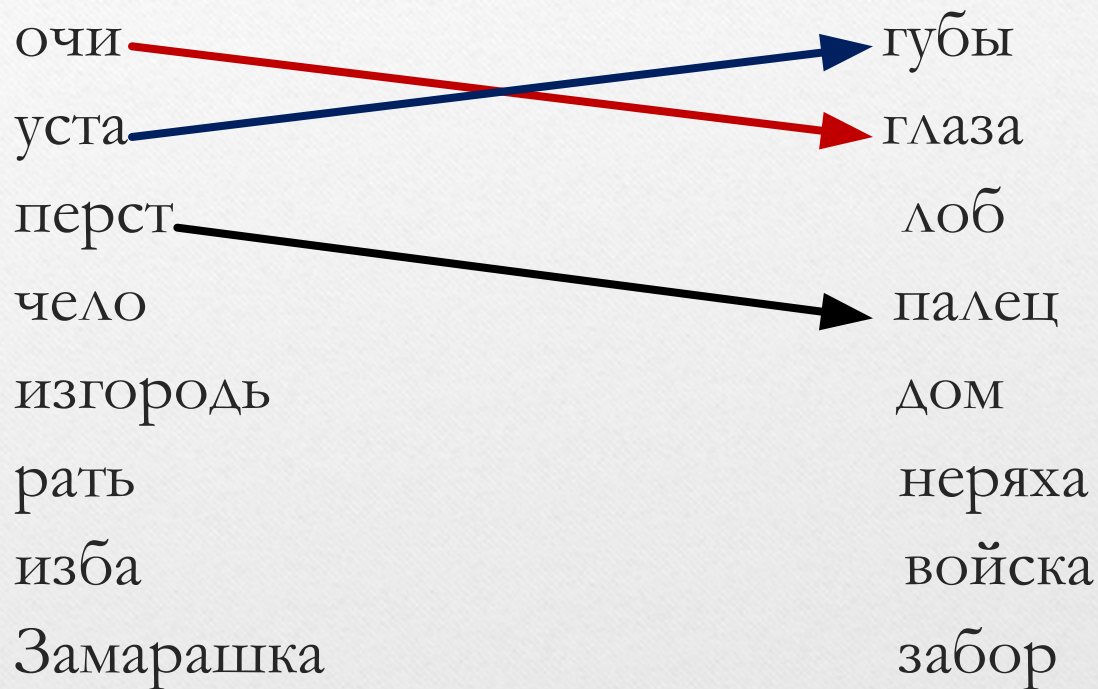 очи губы
уста глаза
перст лоб
чело палец
изгородь дом
рать неряха
изба войска
Замарашка забор